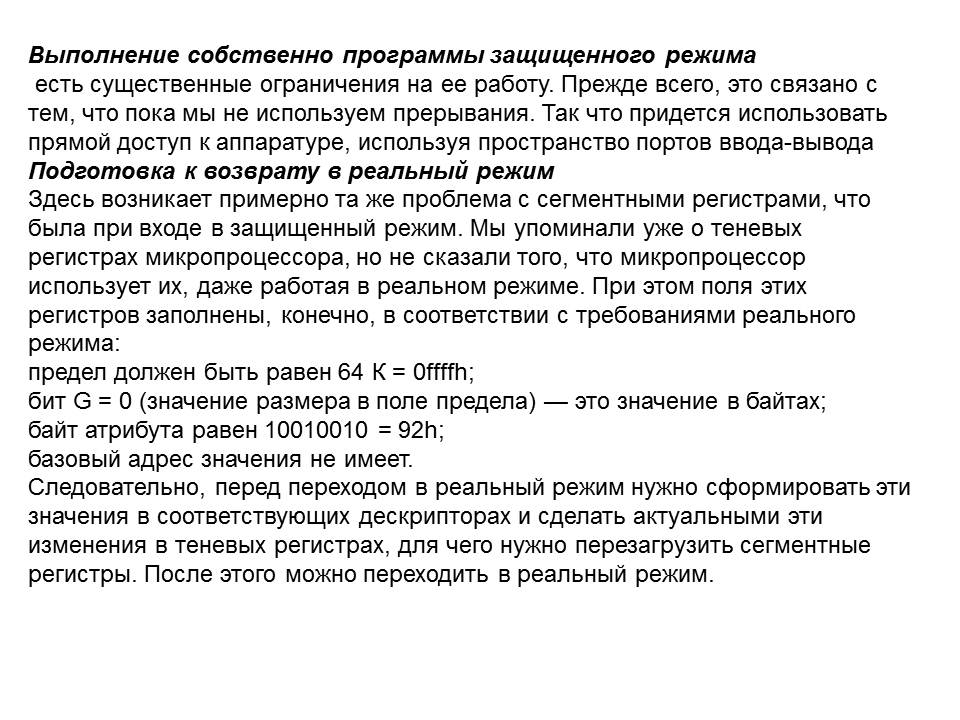 Выполнение собственно программы защищенного режима
есть существенные ограничения на ее работу. Прежде всего, это связано с
тем, что пока мы не используем прерывания. Так что придется использовать
прямой доступ к аппаратуре, используя пространство портов ввода-вывода
Подготовка к возврату в реальный режим
Здесь возникает примерно та же проблема с сегментными регистрами, что
была при входе в защищенный режим. Мы упоминали уже о теневых
регистрах микропроцессора, но не сказали того, что микропроцессор
использует их, даже работая в реальном режиме. При этом поля этих
регистров заполнены, конечно, в соответствии с требованиями реального
режима:
предел должен быть равен 64 К = 0ffffh;
бит G = 0 (значение размера в поле предела) — это значение в байтах;
байт атрибута равен 10010010 = 92h;
базовый адрес значения не имеет.
Следовательно, перед переходом в реальный режим нужно сформировать эти
значения в соответствующих дескрипторах и сделать актуальными эти
изменения в теневых регистрах, для чего нужно перезагрузить сегментные
регистры. После этого можно переходить в реальный режим.